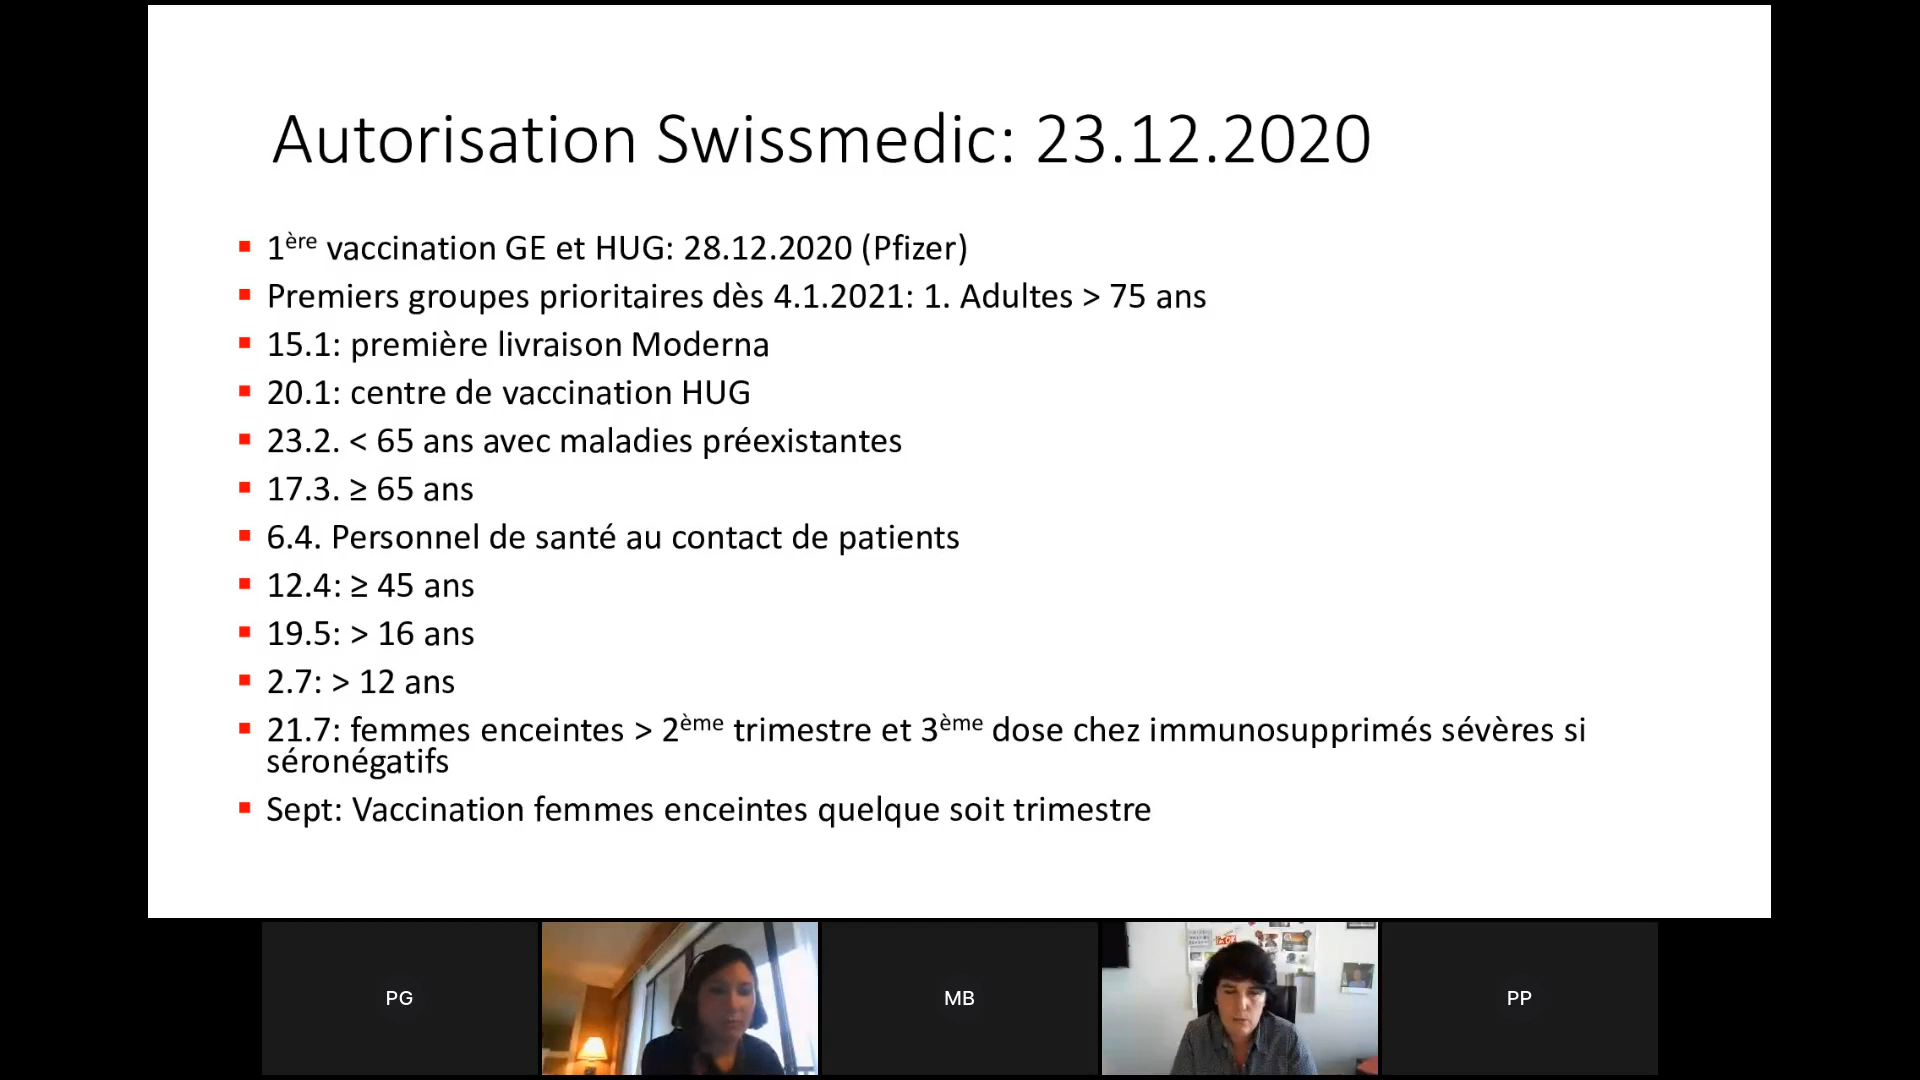 Autorisation Swissmedic: 23.12.2020
1ère vaccination GE et HUG: 28.12.2020 (Pfizer)
Premiers groupes prioritaires dès 4.1.2021: 1. Adultes > 75 ans
15.1: première livraison Moderna
20.1: centre de vaccination HUG
23.2. < 65 ans avec maladies préexistantes
17.3. ≥ 65 ans
6.4. Personnel de santé au contact de patients
12.4: ≥ 45 ans
19.5: > 16 ans
2.7: > 12 ans
21.7: femmes enceintes > 2ème trimestre et 3ème dose chez immunosupprimés sévères si
séronégatifs
Sept: Vaccination femmes enceintes quelque soit trimestre
PG
MB
PP